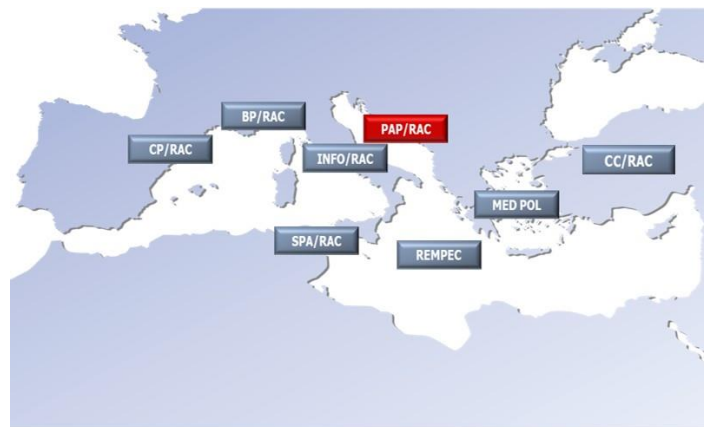 BP/RAC
PAP/RAC
CP/RAC
INFO/RAC
CC/RAC
MED POL
SPA/RAC
REMPEC